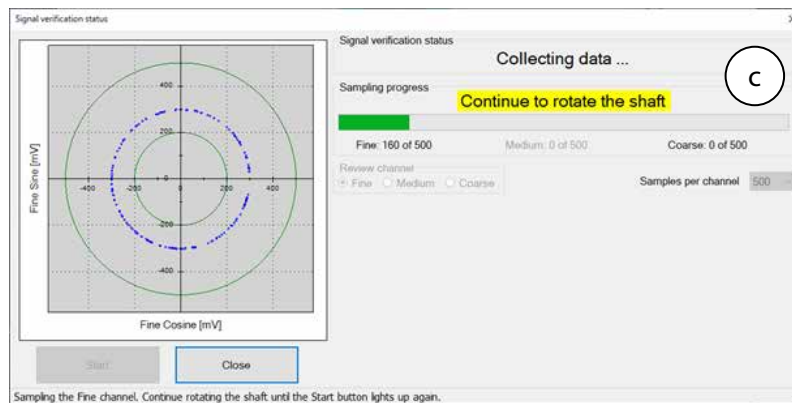 Signal verification status
Signal verification status
Collecting data ...
C
Sampling progress
Continue to rotate the shaft
Fine: 160 of 500 Medium: 0 of 500 Coarse: 0 of 500
Review channel
Fine Medium Coarse
Samples per channel 500
Fine Sine [mV]
400
200
-400 -200 0 200 400
0
-200
-400
Fine Cosine [mV]
Start Close
Sampling the Fine channel. Continue rotating the shaft until the Start button lights up again.